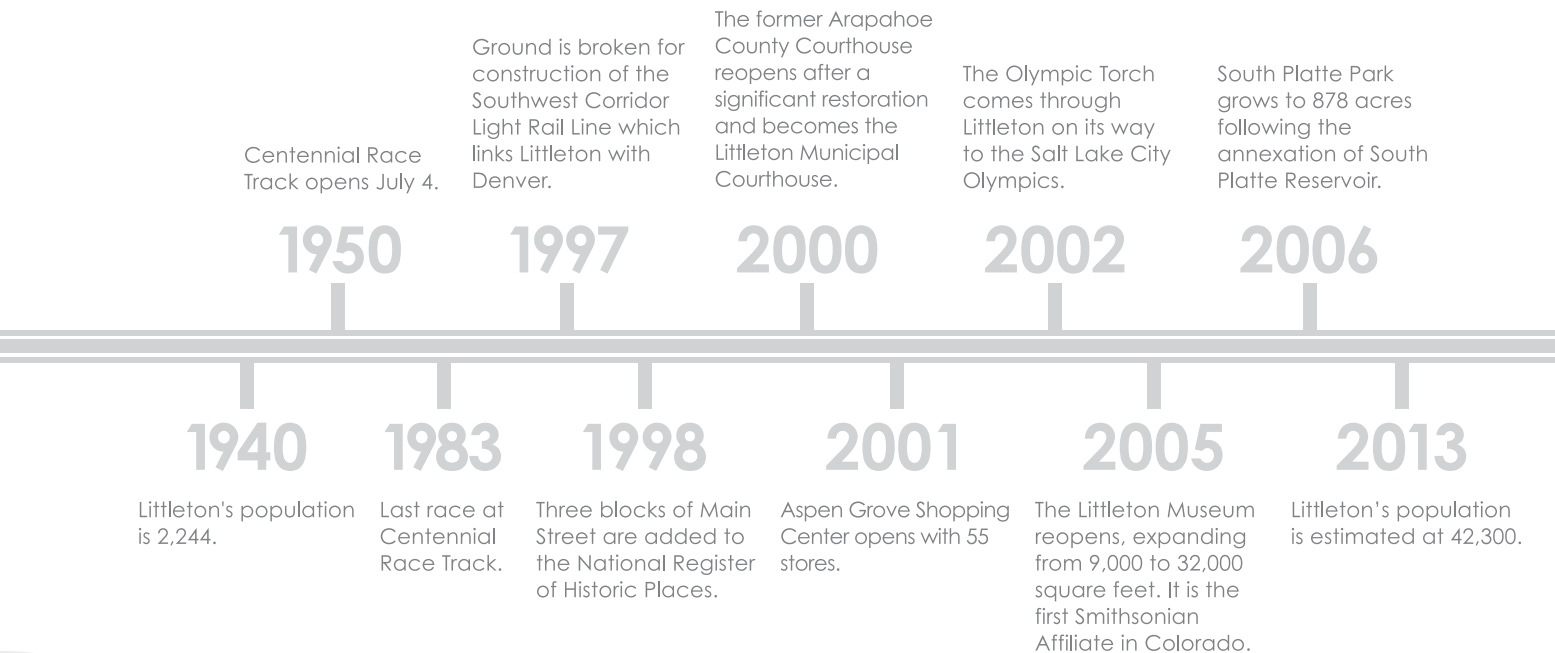 Centennial Race
Track opens July 4.
1950
Ground is broken for
construction of the
Southwest Corridor
Light Rail Line which
links Littleton with
Denver.
1997
The former Arapahoe
County Courthouse
reopens after a
significant restoration
and becomes the
Littleton Municipal
Courthouse.
2000
The Olympic Torch
comes through
Littleton on its way
to the Salt Lake City
Olympics.
2002
South Platte Park
grows to 878 acres
following the
annexation of South
Platte Reservoir.
2006
1940
Littleton's population
is 2,244.
1983
Last race at
Centennial
Race Track.
1998
Three blocks of Main
Street are added to
the National Register
of Historic Places.
2001
Aspen Grove Shopping
Center opens with 55
stores.
2005
The Littleton Museum
reopens, expanding
from 9,000 to 32,000
square feet. It is the
first Smithsonian
Affiliate in Colorado.
2013
Littleton’s population
is estimated at 42,300.